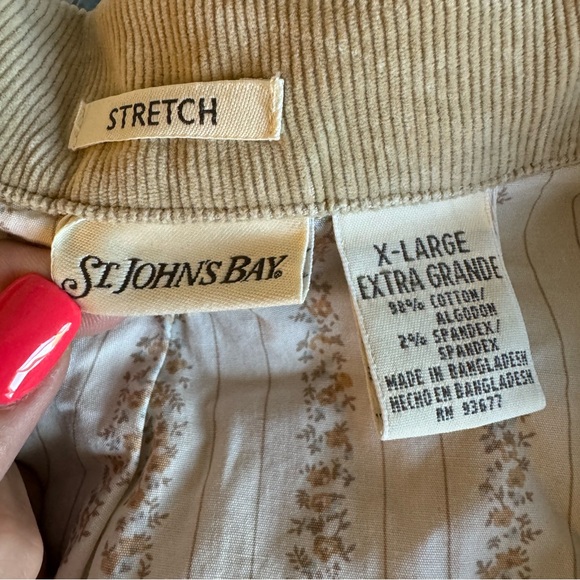 STRETCH
ST. JOHN'S BAY®
X-LARGE
EXTRA GRANDE
98% COTTON/
ALGODON
2% SPANDEX/
SPANDEX
MADE IN BANGLADESH
HECHO EN BANGLADESH
RN 93677